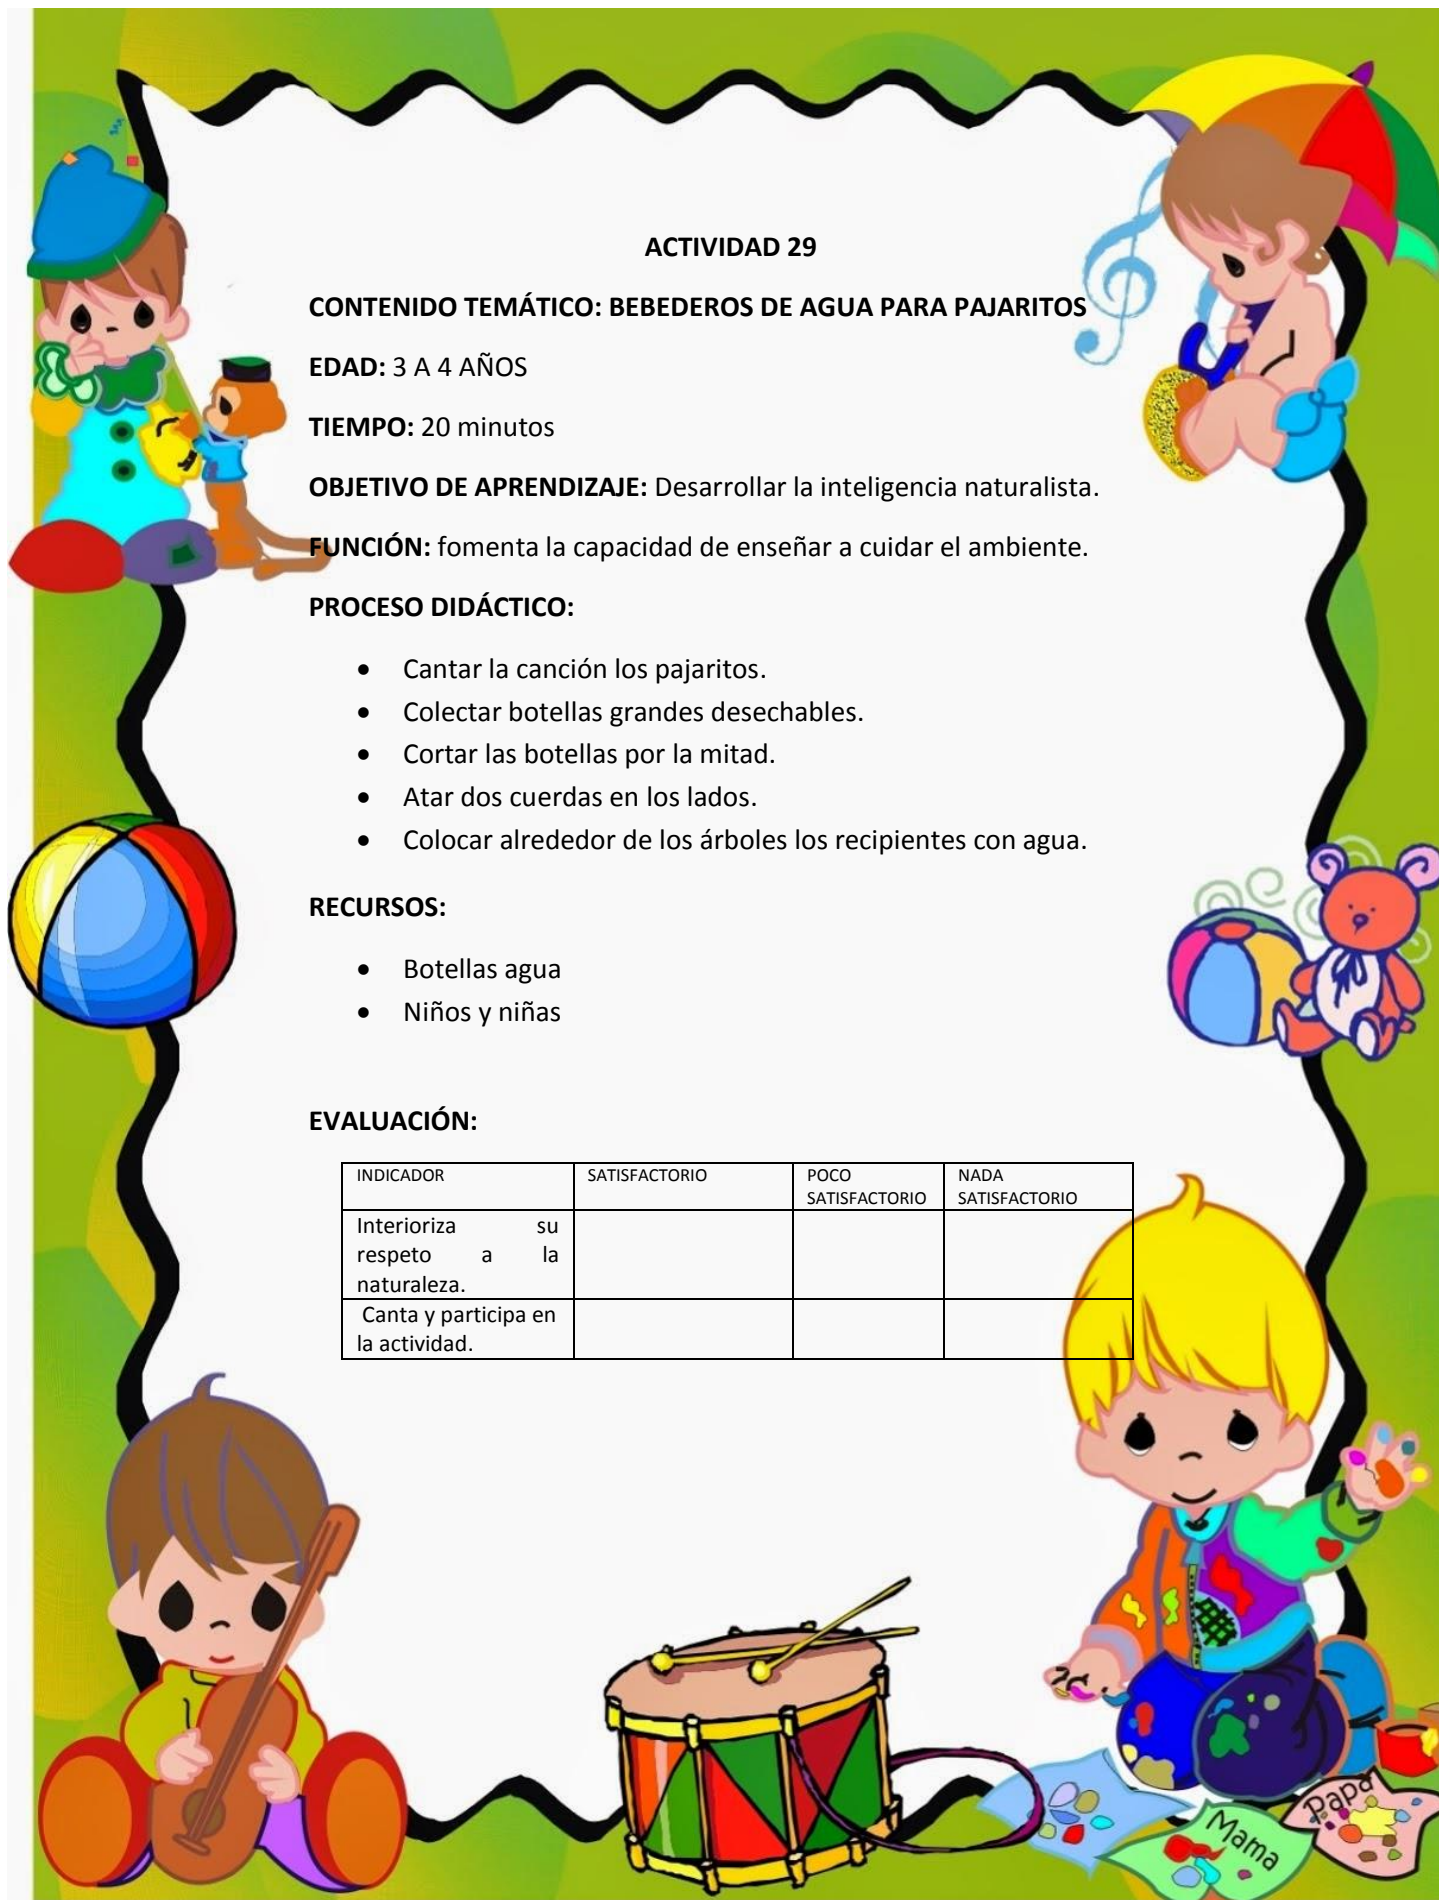 ACTIVIDAD 29
CONTENIDO TEMÁTICO: BEBEDEROS DE AGUA PARA PAJARITOS
EDAD: 3 A 4 AÑOS
TIEMPO: 20 minutos
OBJETIVO DE APRENDIZAJE: Desarrollar la inteligencia naturalista.
FUNCIÓN: fomenta la capacidad de enseñar a cuidar el ambiente.
PROCESO DIDÁCTICO:
• Cantar la canción los pajaritos.
• Colectar botellas grandes desechables.
• Cortar las botellas por la mitad.
• Atar dos cuerdas en los lados.
• Colocar alrededor de los árboles los recipientes con agua.
RECURSOS:
• Botellas agua
• Niños y niñas
EVALUACIÓN:
INDICADOR SATISFACTORIO POCO SATISFACTORIO NADA SATISFACTORIO
Interioriza su
respeto a la
naturaleza.
Canta y participa en
la actividad.
Mama
Papa